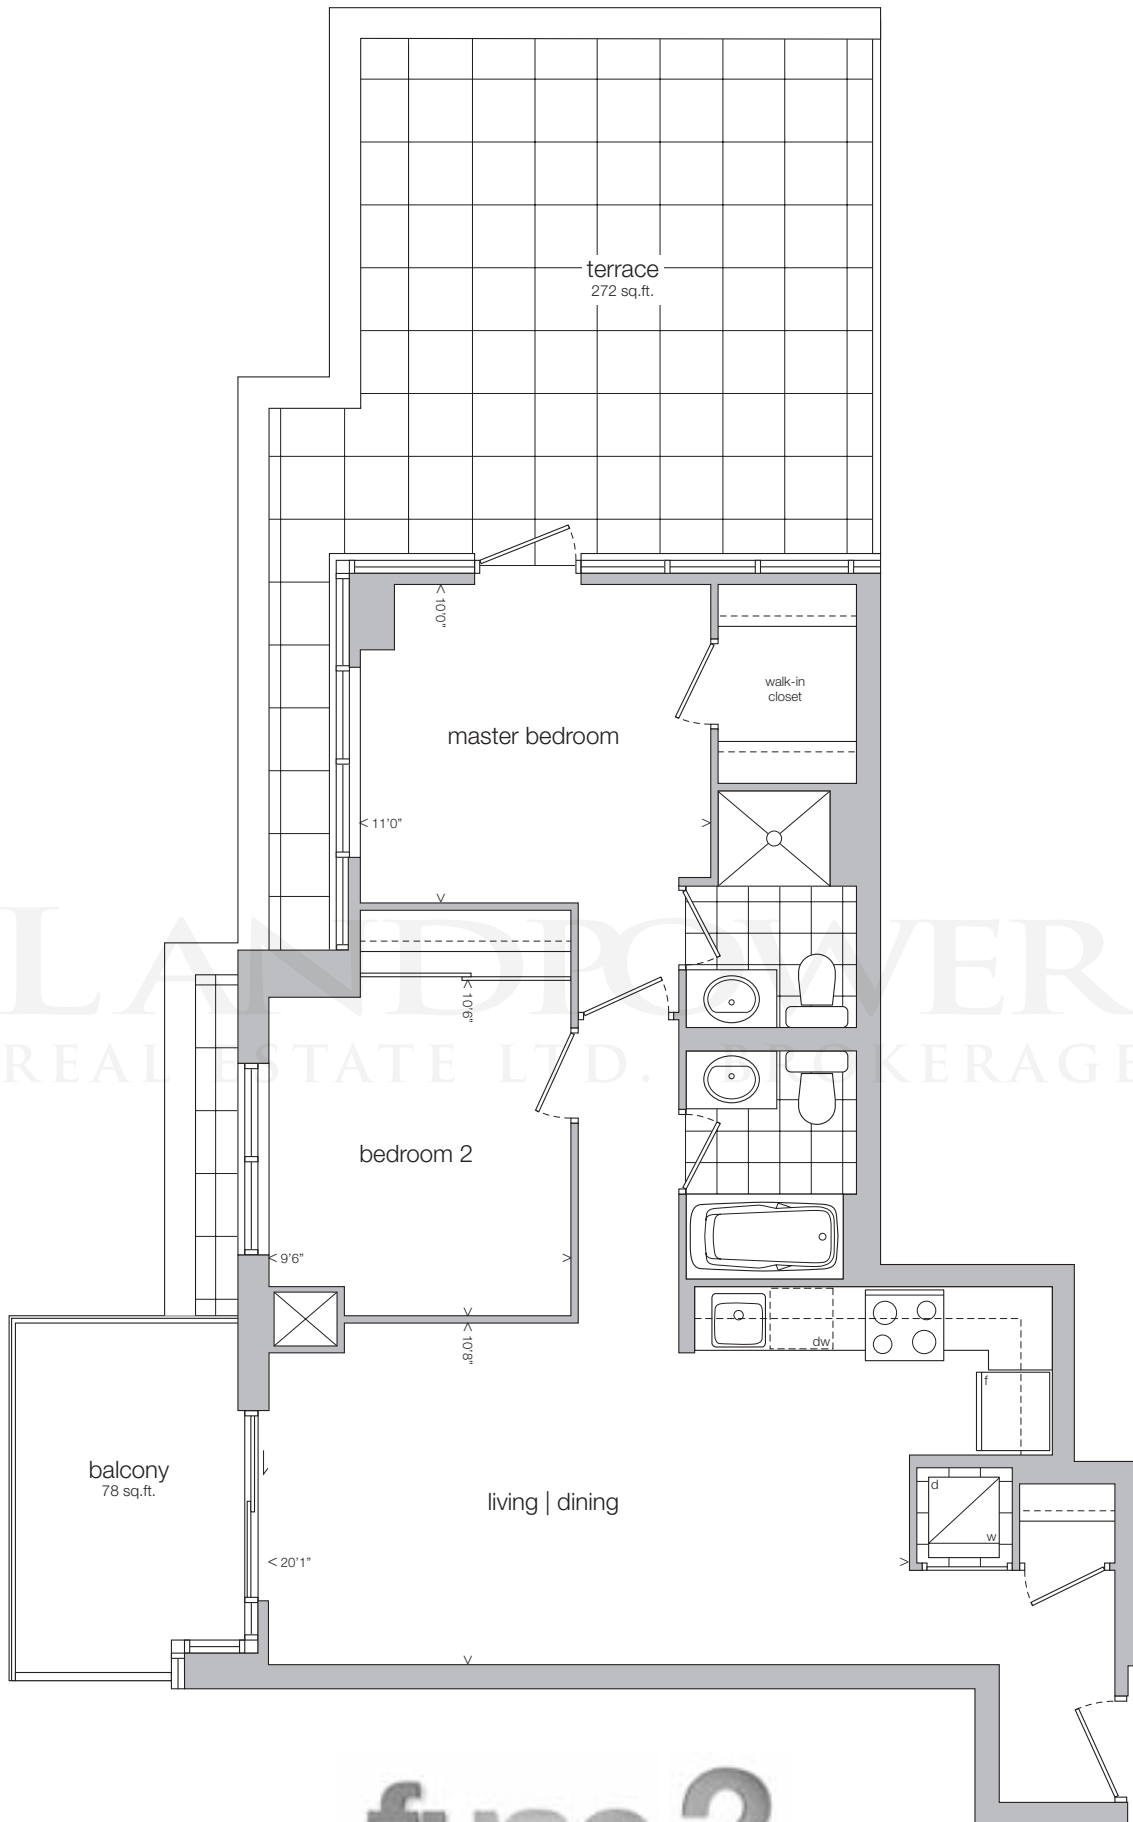 terrace
272 sq.ft.
10'0"
walk-in
closet
master bedroom
11'0"
LANDPOWER
REAL ESTATE LTD. BROKERAGE
10'6"
bedroom 2
9'6"
10'8"
dw
f
balcony
78 sq.ft.
d
living | dining
w
20'1"